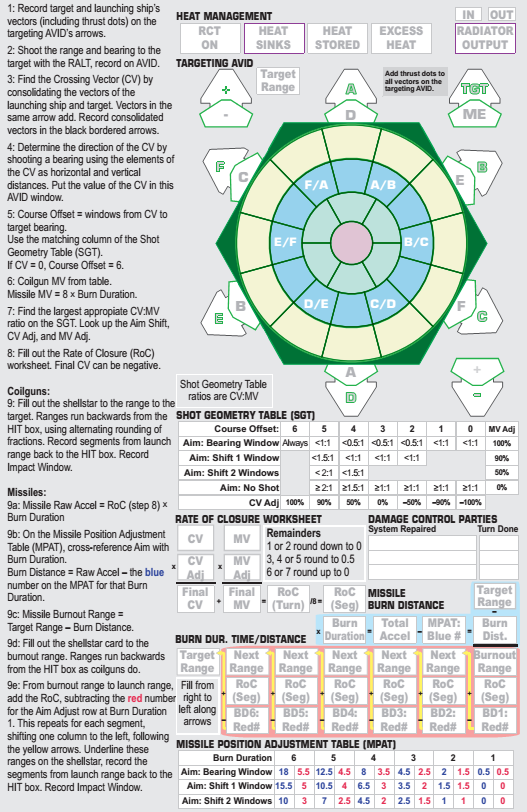 1: Record target and launching ship's
vectors (including thrust dots) on the
targeting AVID's arrows.
2: Shoot the range and bearing to the
target with the RALT, record on AVID.
3: Find the Crossing Vector (CV) by
consolidating the vectors of the
launching ship and target. Vectors in the
same arrow add. Record consolidated
vectors in the black bordered arrows.
4: Determine the direction of the CV by
shooting a bearing using the elements of
the CV as horizontal and vertical
distances. Put the value of the CV in this
AVID window.
5: Course Offset = windows from CV to
target bearing.
Use the matching column of the Shot
Geometry Table (SGT).
If CV = 0, Course Offset = 6.
6: Coilgun MV from table.
Missile MV = 8 × Burn Duration.
7: Find the largest appropiate CV:MV
ratio on the SGT. Look up the Aim Shift,
CV Adj, and MV Adj.
8: Fill out the Rate of Closure (RoC)
worksheet. Final CV can be negative.
Coilguns:
9: Fill out the shellstar to the range to the
target. Ranges run backwards from the
HIT box, using alternating rounding of
fractions. Record segments from launch
range back to the HIT box. Record
Impact Window.
Missiles:
9a: Missile Raw Accel = RoC (step 8) ×
Burn Duration
9b: On the Missile Position Adjustment
Table (MPAT), cross-reference Aim with
Burn Duration.
Burn Distance = Raw Accel – the blue
number on the MPAT for that Burn
Duration.
9c: Missile Burnout Range =
Target Range – Burn Distance.
9d: Fill out the shellstar card to the
burnout range. Ranges run backwards
from the HIT box as coilguns do.
9e: From burnout range to launch range,
add the RoC, subtracting the red number
for the Aim Adjust row at Burn Duration
1. This repeats for each segment,
shifting one column to the left, following
the yellow arrows. Underline these
ranges on the shellstar, record the
segments from launch range back to the
HIT box. Record Impact Window.
HEAT MANAGEMENT
IN OUT
RCT ON
HEAT SINKS
HEAT STORED
EXCESS HEAT
RADIATOR OUTPUT
TARGETING AVID
Target Range
Add thrust dots to
all vectors on the
targeting AVID.
+
-
A
D
TGT
ME
F
C
B
E
F/A
A/B
E/F
B/C
D/E
C/D
E
B
F
C
A
D
+
-
Shot Geometry Table
ratios are CV:MV
SHOT GEOMETRY TABLE (SGT)
Course Offset: 6 5 4 3 2 1 0 MV Adj
Aim: Bearing Window Always <1:1 <0.5:1 <0.5:1 <0.5:1 <1:1 <1:1 100%
Aim: Shift 1 Window <1.5:1 <1:1 <1:1 <1:1 90%
Aim: Shift 2 Windows < 2:1 <1.5:1 50%
Aim: No Shot ≥ 2:1 ≥1.5:1 ≥1:1 ≥1:1 ≥1:1 ≥1:1 0%
CV Adj 100% 90% 50% 0% –50% –90% –100%
RATE OF CLOSURE WORKSHEET
CV MV
x CV Adj x MV Adj
Final CV + Final MV = RoC (Turn) /8= RoC (Seg)
Remainders
1 or 2 round down to 0
3, 4 or 5 round to 0.5
6 or 7 round up to 0
DAMAGE CONTROL PARTIES
System Repaired Turn Done
MISSILE
BURN DISTANCE
Target Range
–
x Burn Duration = Total Accel – MPAT: Blue # = Burn Dist.
=
BURN DUR. TIME/DISTANCE
Target Range Next Range Next Range Next Range Next Range Next Range Burnout Range
Fill from
right to
left along
arrows
+ RoC (Seg) + RoC (Seg) + RoC (Seg) + RoC (Seg) + RoC (Seg) + RoC (Seg)
– BD6: Red# – BD5: Red# – BD4: Red# – BD3: Red# – BD2: Red# – BD1: Red#
MISSILE POSITION ADJUSTMENT TABLE (MPAT)
Burn Duration 6 5 4 3 2 1
Aim: Bearing Window 18 5.5 12.5 4.5 8 3.5 4.5 2.5 2 1.5 0.5 0.5
Aim: Shift 1 Window 15.5 5 10.5 4 6.5 3 3.5 2 1.5 1.5 0 0
Aim: Shift 2 Windows 10 3 7 2.5 4.5 2 2.5 1.5 1 1 0 0